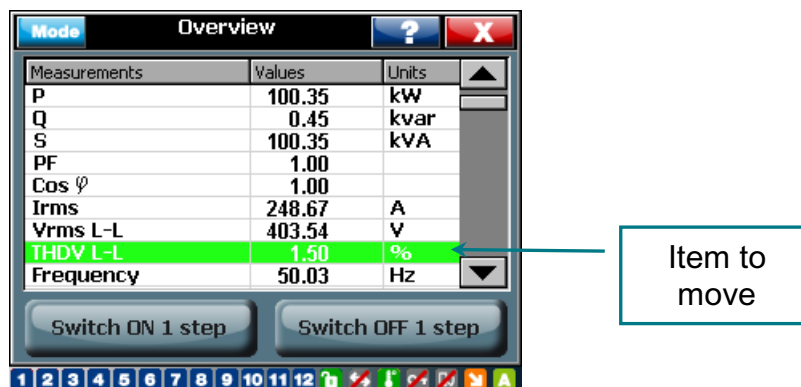 Mode Overview ? X
Measurements Values Units
P 100.35 kW
Q 0.45 kvar
S 100.35 kVA
PF 1.00
Cos φ 1.00
Irms 248.67 A
Vrms L-L 403.54 V
THDV L-L 1.50 %
Frequency 50.03 Hz
Switch ON 1 step Switch OFF 1 step
1 2 3 4 5 6 7 8 9 10 11 12 A
Item to
move